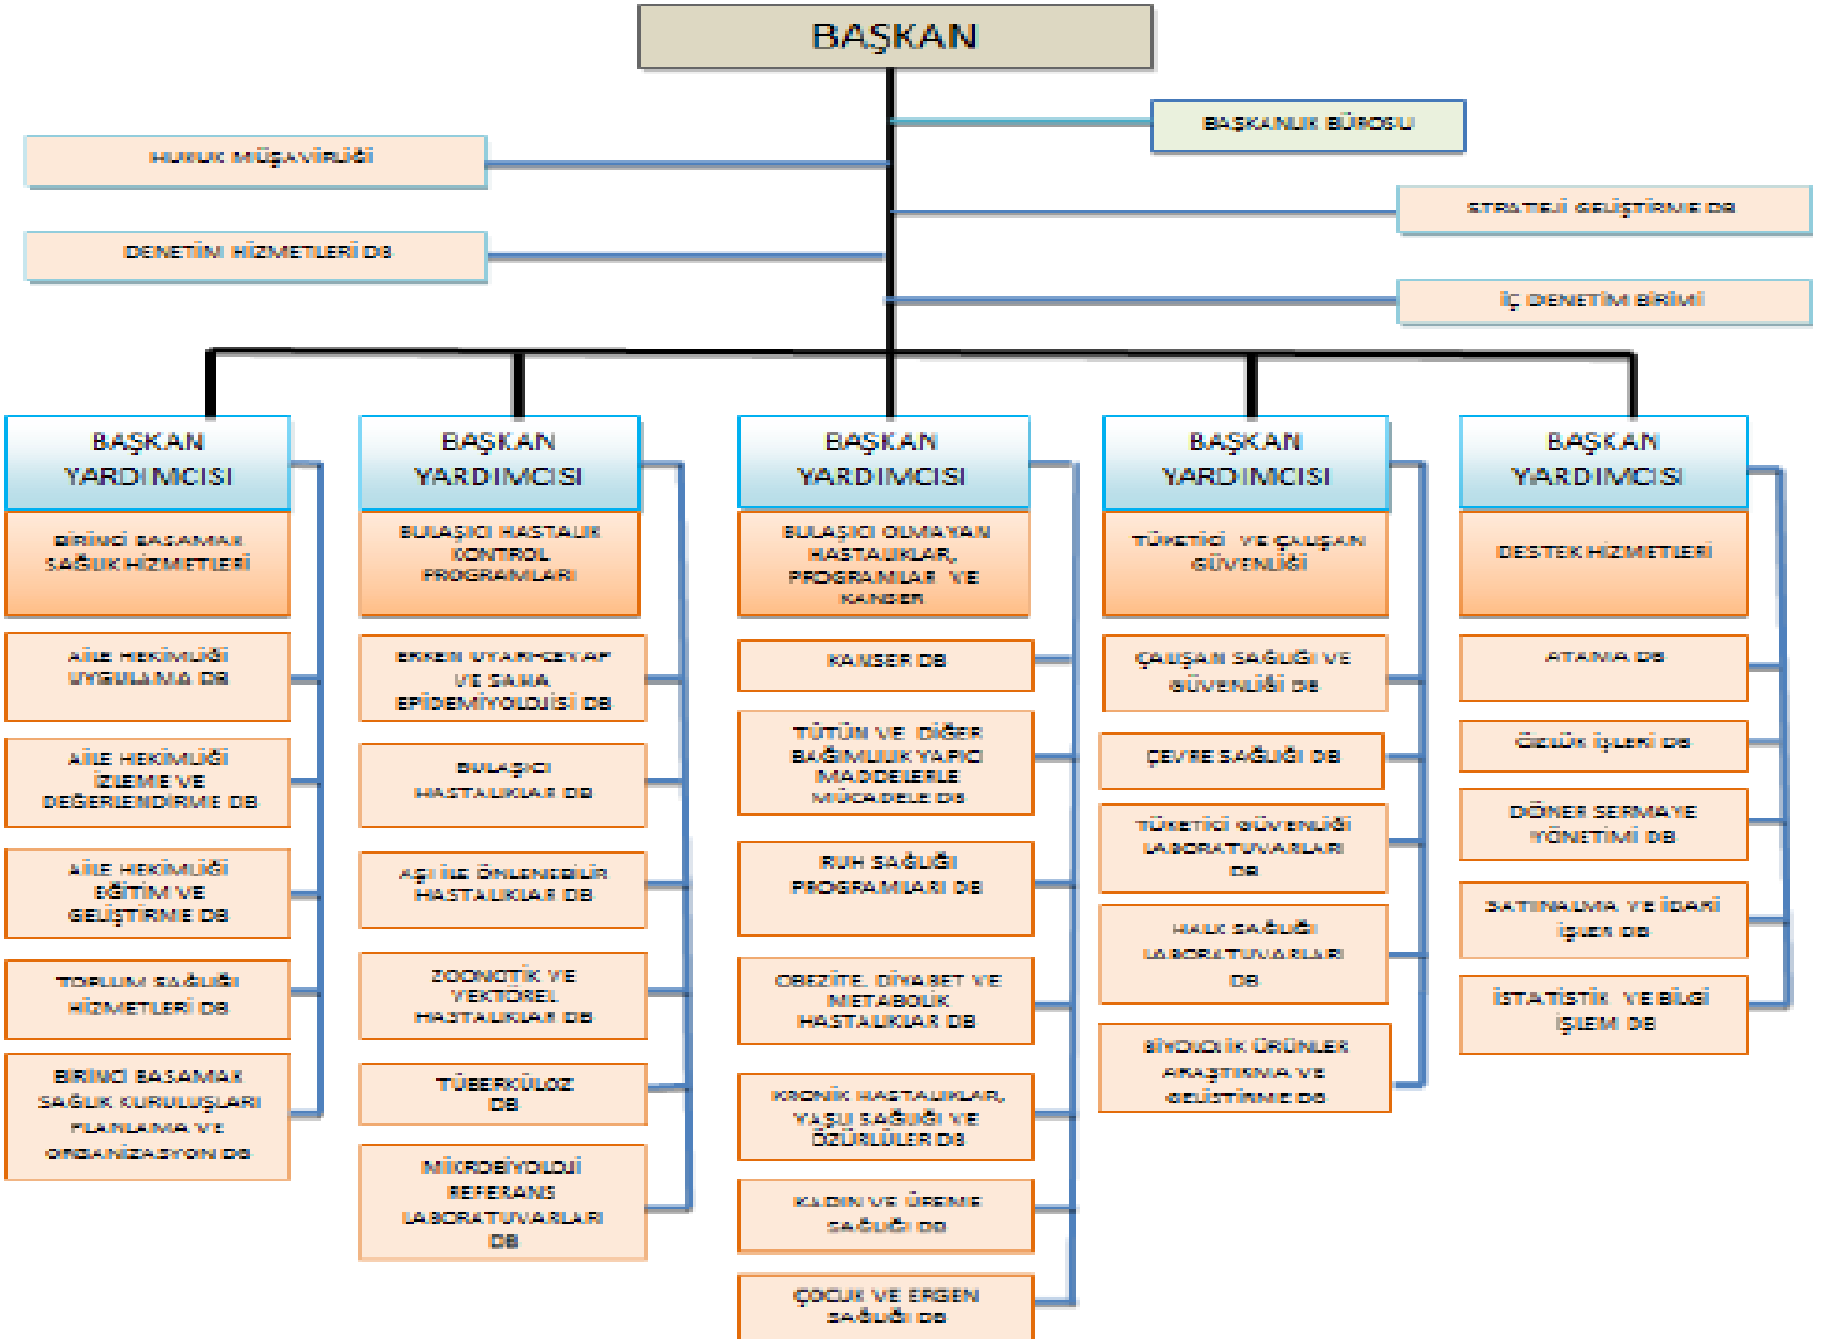 BAŞKAN
BAŞKANLIK BÜROSU
HUKUK MÜŞAVİRLİĞİ
STRATEJİ GELİŞTİRME DB
DENETİM HİZMETLERİ DB
İÇ DENETİM BİRİMİ
BAŞKAN
YARDIMCISI
BİRİNCİ BASAMAK
SAĞLIK HİZMETLERİ
AİLE HEKİMLİĞİ
UYGULAMA DB
AİLE HEKİMLİĞİ
İZLEME VE
DEĞERLENDİRME DB
AİLE HEKİMLİĞİ
EĞİTİM VE
GELİŞTİRME DB
TOPLUM SAĞLIĞI
HİZMETLERİ DB
BİRİNCİ BASAMAK
SAĞLIK KURULUŞLARI
PLANLAMA VE
ORGANİZASYON DB
BAŞKAN
YARDIMCISI
BULAŞICI HASTALIK
KONTROL
PROGRAMLARI
ERKEN UYARI-CEVAP
VE SAHA
EPİDEMİYOLOJİSİ DB
BULAŞICI
HASTALIKLAR DB
AŞI İLE ÖNLENEBİLİR
HASTALIKLAR DB
ZOONOTİK VE
VEKTÖREL
HASTALIKLAR DB
TÜBERKÜLOZ
DB
MİKROBİYOLOJİ
REFERANS
LABORATUVARLARI
DB
BAŞKAN
YARDIMCISI
BULAŞICI OLMAYAN
HASTALIKLAR,
PROGRAMLAR VE
KANSER
KANSER DB
TÜTÜN VE DİĞER
BAĞIMLILIK YAPICI
MADDELERLE
MÜCADELE DB
RUH SAĞLIĞI
PROGRAMLARI DB
OBEZİTE, DİYABET VE
METABOLİK
HASTALIKLAR DB
KRONİK HASTALIKLAR,
YAŞLI SAĞLIĞI VE
ÖZÜRLÜLER DB
KADIN VE ÜREME
SAĞLIĞI DB
ÇOCUK VE ERGEN
SAĞLIĞI DB
BAŞKAN
YARDIMCISI
TÜKETİCİ VE ÇALIŞAN
GÜVENLİĞİ
ÇALIŞAN SAĞLIĞI VE
GÜVENLİĞİ DB
ÇEVRE SAĞLIĞI DB
TÜKETİCİ GÜVENLİĞİ
LABORATUVARLARI
DB
HALK SAĞLIĞI
LABORATUVARLARI
DB
BİYOLOJİK ÜRÜNLER
ARAŞTIRMA VE
GELİŞTİRME DB
BAŞKAN
YARDIMCISI
DESTEK HİZMETLERİ
ATAMA DB
ÖZLÜK İŞLERİ DB
DÖNER SERMAYE
YÖNETİMİ DB
SATINALMA VE İDARİ
İŞLER DB
İSTATİSTİK VE BİLGİ
İŞLEM DB